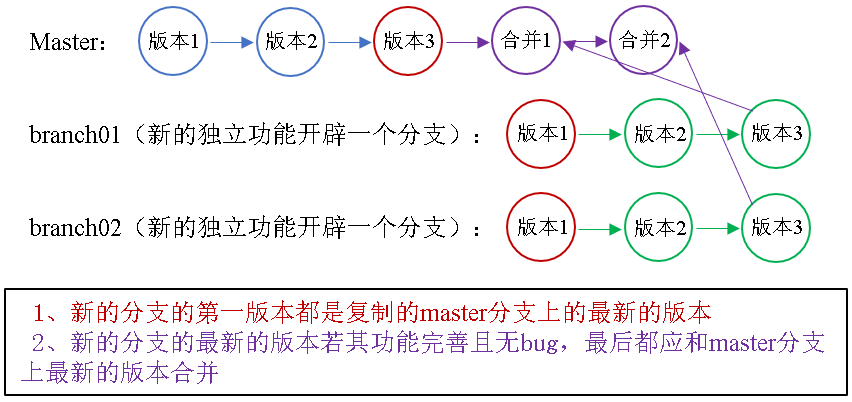 Master： 版本1 版本2 版本3 合并1 合并2
branch01（新的独立功能开辟一个分支）： 版本1 版本2 版本3
branch02（新的独立功能开辟一个分支）： 版本1 版本2 版本3
1、新的分支的第一版本都是复制的master分支上的最新的版本
2、新的分支的最新的版本若其功能完善且无bug，最后都应和master分支
上最新的版本合并